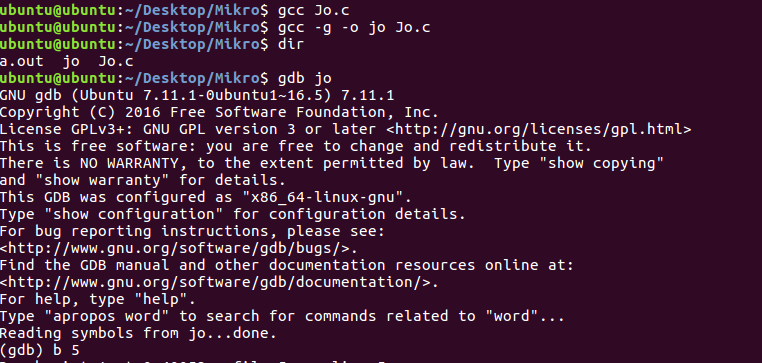 ubuntu@ubuntu:~/Desktop/Mikro$ gcc Jo.c
ubuntu@ubuntu:~/Desktop/Mikro$ gcc -g -o jo Jo.c
ubuntu@ubuntu:~/Desktop/Mikro$ dir
a.out  jo  Jo.c
ubuntu@ubuntu:~/Desktop/Mikro$ gdb jo
GNU gdb (Ubuntu 7.11.1-0ubuntu1~16.5) 7.11.1
Copyright (C) 2016 Free Software Foundation, Inc.
License GPLv3+: GNU GPL version 3 or later <http://gnu.org/licenses/gpl.html>
This is free software: you are free to change and redistribute it.
There is NO WARRANTY, to the extent permitted by law.  Type "show copying"
and "show warranty" for details.
This GDB was configured as "x86_64-linux-gnu".
Type "show configuration" for configuration details.
For bug reporting instructions, please see:
<http://www.gnu.org/software/gdb/bugs/>.
Find the GDB manual and other documentation resources online at:
<http://www.gnu.org/software/gdb/documentation/>.
For help, type "help".
Type "apropos word" to search for commands related to "word"...
Reading symbols from jo...done.
(gdb) b 5